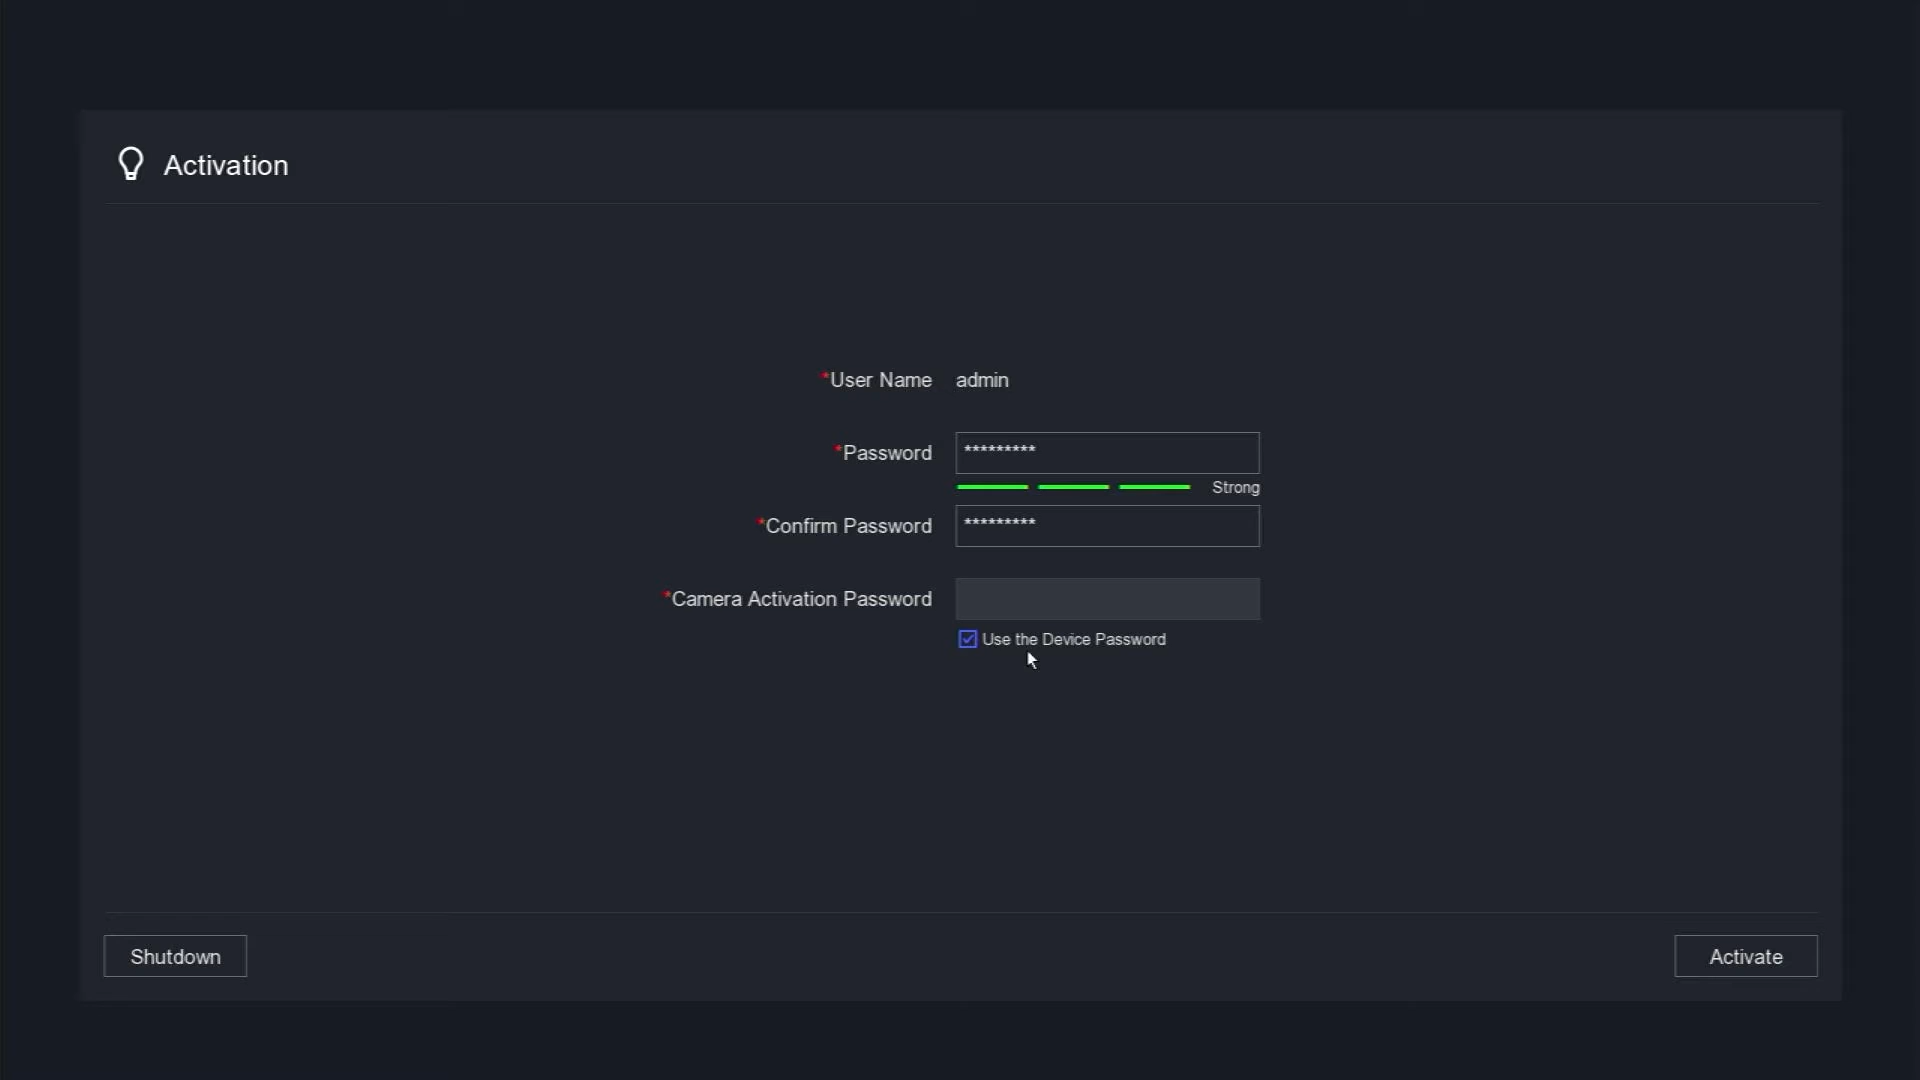 Activation
*User Name admin
*Password *********
Strong
*Confirm Password *********
*Camera Activation Password
Use the Device Password
Shutdown
Activate